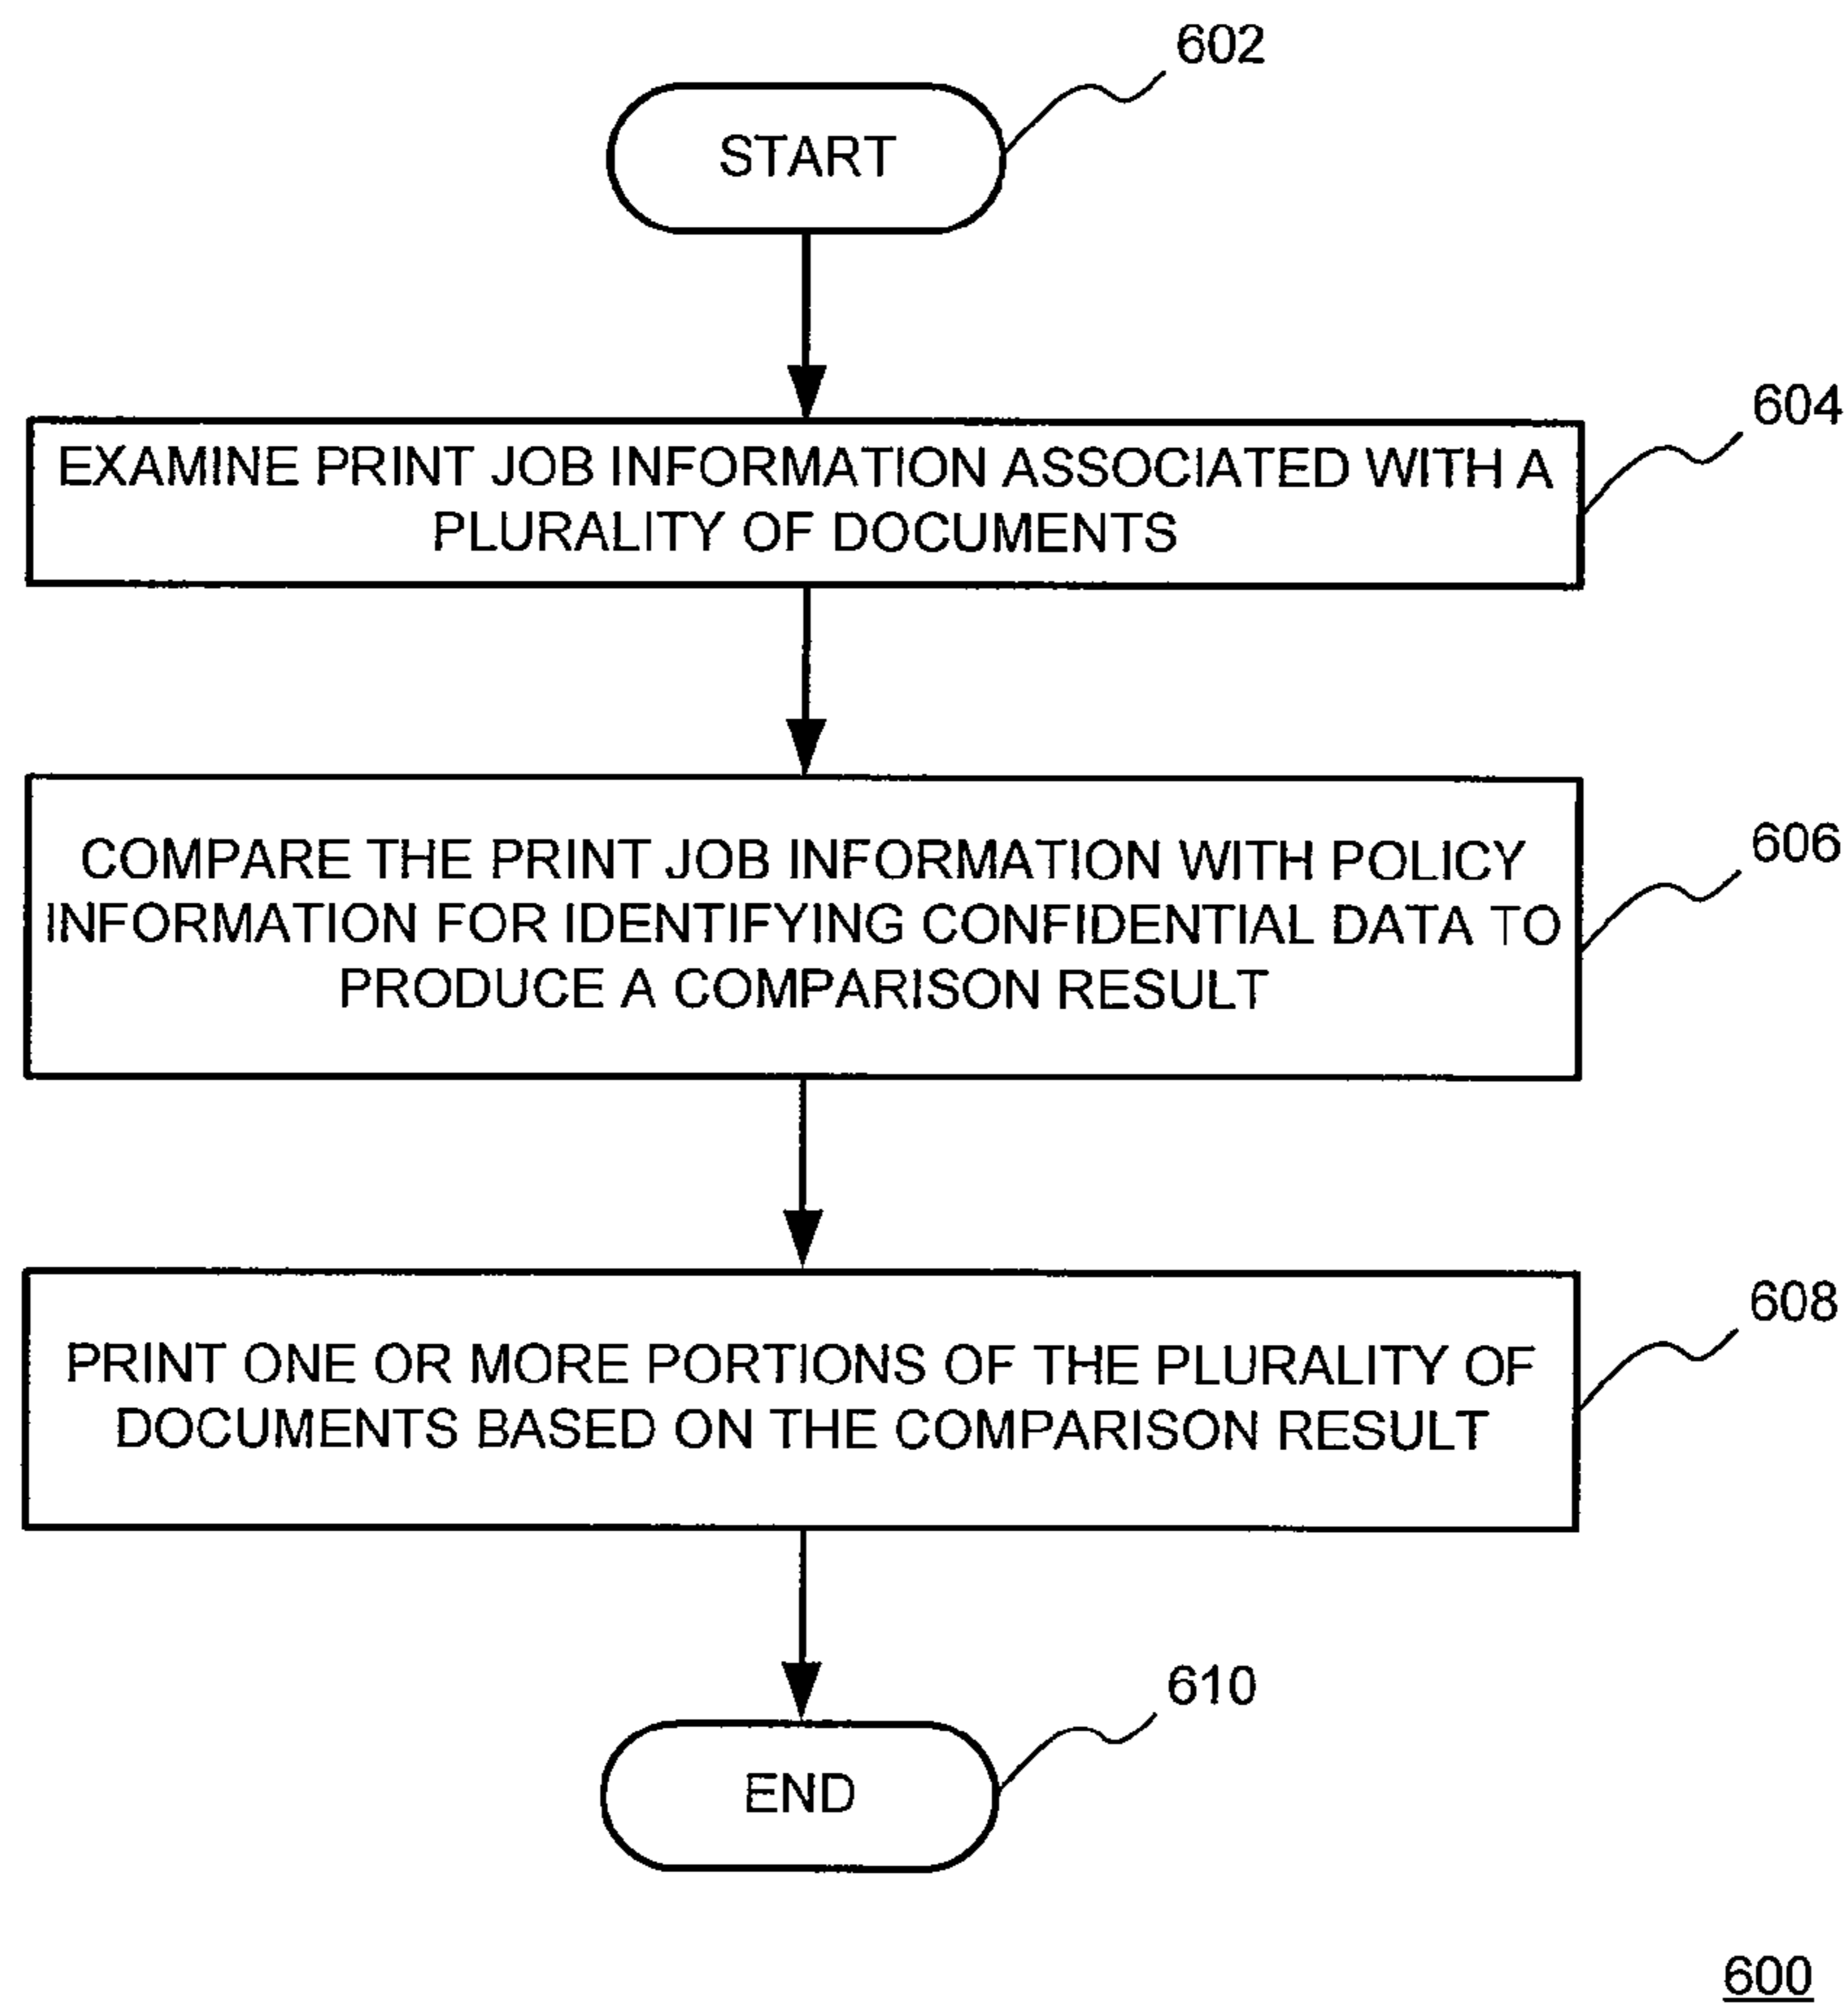 602
START
604
EXAMINE PRINT JOB INFORMATION ASSOCIATED WITH A
PLURALITY OF DOCUMENTS
606
COMPARE THE PRINT JOB INFORMATION WITH POLICY
INFORMATION FOR IDENTIFYING CONFIDENTIAL DATA TO
PRODUCE A COMPARISON RESULT
608
PRINT ONE OR MORE PORTIONS OF THE PLURALITY OF
DOCUMENTS BASED ON THE COMPARISON RESULT
610
END
600